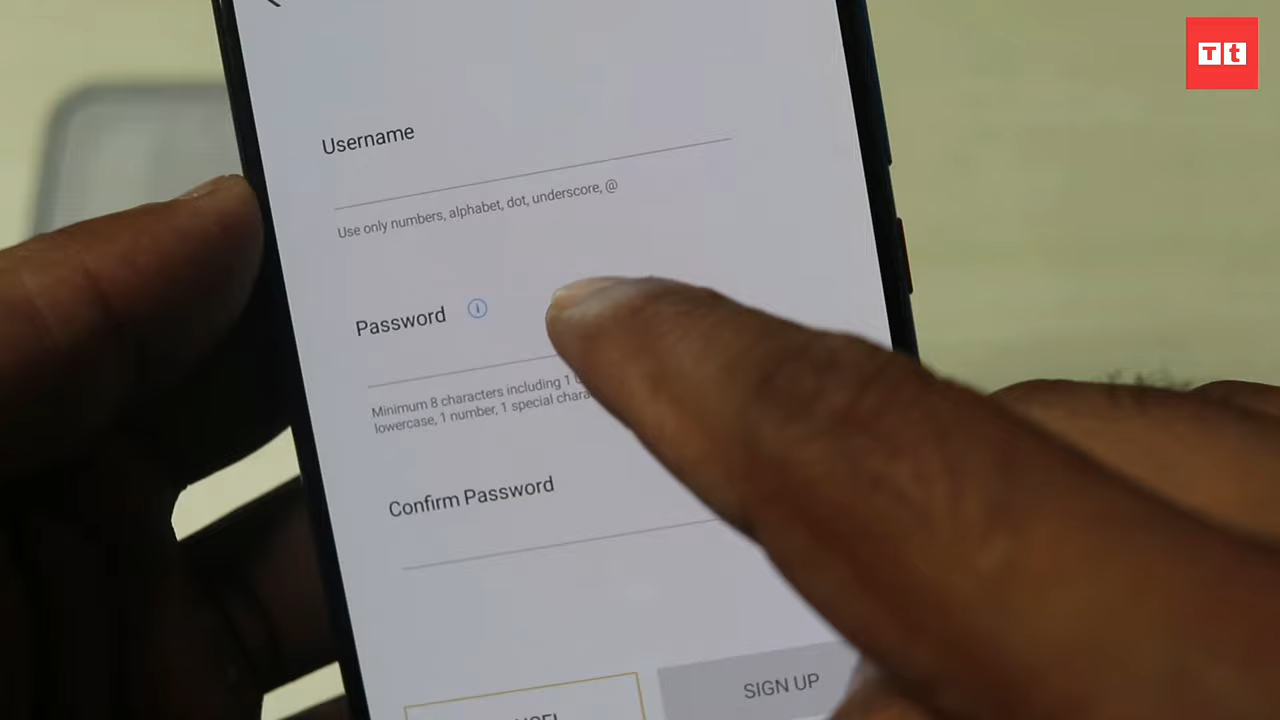 Tt
Username
Use only numbers, alphabet, dot, underscore, @
Password
Minimum 8 characters including 1
lowercase, 1 number, 1 special
Confirm Password
SIGN UP